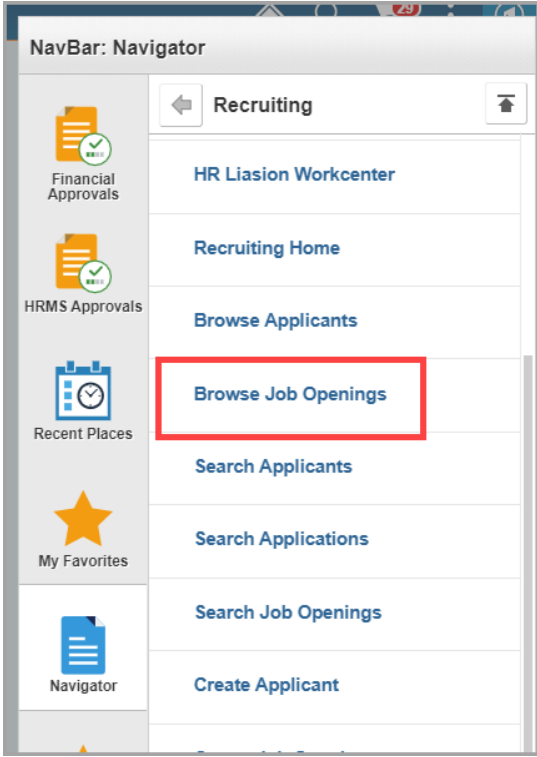 29
NavBar: Navigator
Recruiting
Financial
Approvals
HRMS Approvals
Recent Places
My Favorites
Navigator
HR Liasion Workcenter
Recruiting Home
Browse Applicants
Browse Job Openings
Search Applicants
Search Applications
Search Job Openings
Create Applicant